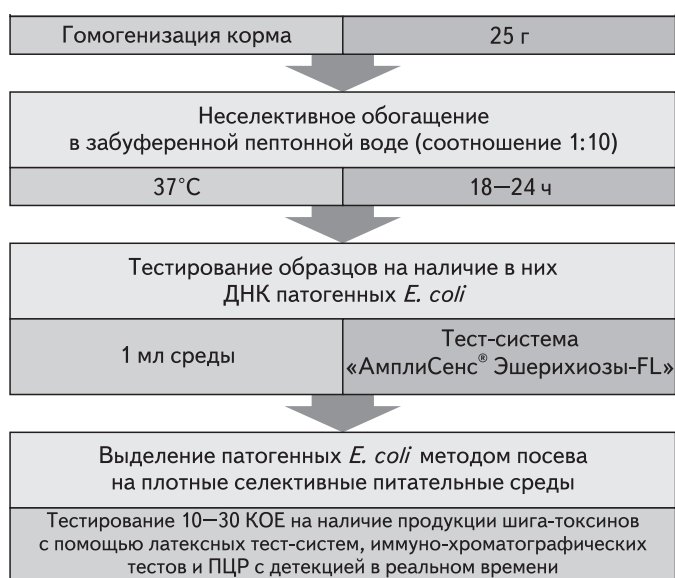 Гомогенизация корма 25 г
Неселективное обогащение
в забуференной пептонной воде (соотношение 1:10)
37°C 18—24 ч
Тестирование образцов на наличие в них
ДНК патогенных E. coli
1 мл среды
Тест-система
«АмплиСенс® Эшерихиозы-FL»
Выделение патогенных E. coli методом посева
на плотные селективные питательные среды
Тестирование 10—30 КОЕ на наличие продукции шига-токсинов
с помощью латексных тест-систем, иммуно-хроматографических
тестов и ПЦР с детекцией в реальном времени